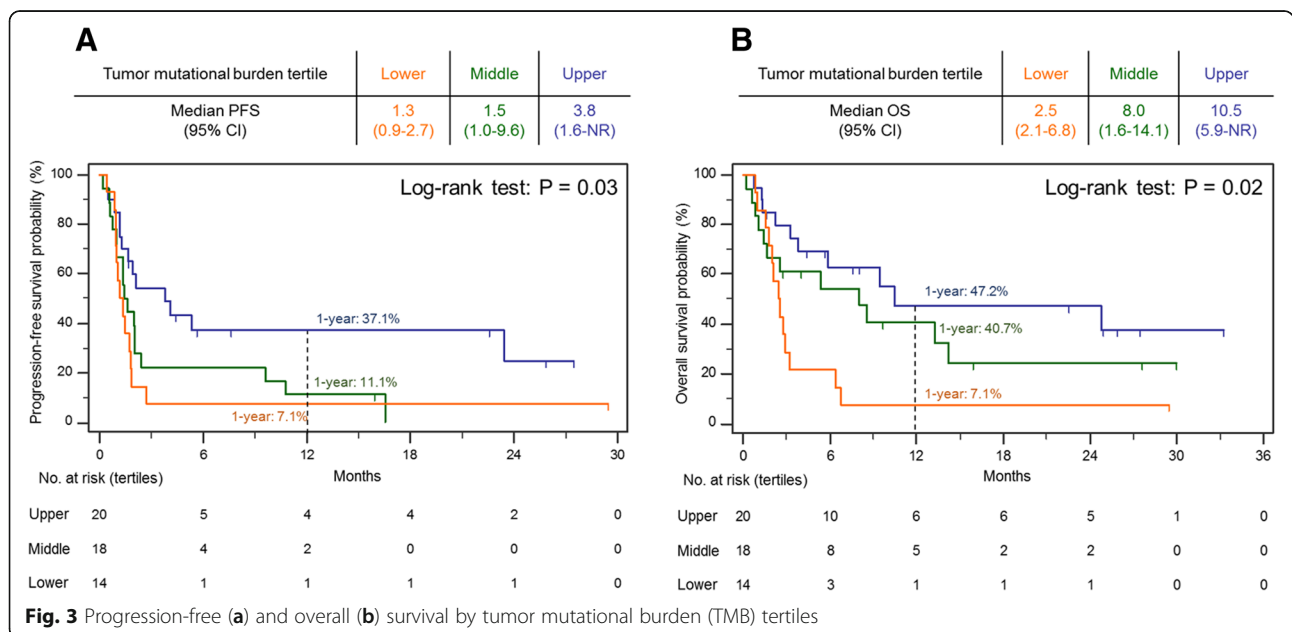 A
Tumor mutational burden tertile Lower Middle Upper
Median PFS 1.3 1.5 3.8
(95% CI) (0.9-2.7) (1.0-9.6) (1.6-NR)
Progression-free survival probability (%)
100
80
60
40
20
0
Log-rank test: P = 0.03
1-year: 37.1%
1-year: 11.1%
1-year: 7.1%
0 6 12 18 24 30
No. at risk (tertiles) Months
Upper 20 5 4 4 2 0
Middle 18 4 2 0 0 0
Lower 14 1 1 1 1 0
B
Tumor mutational burden tertile Lower Middle Upper
Median OS 2.5 8.0 10.5
(95% CI) (2.1-6.8) (1.6-14.1) (5.9-NR)
Overall survival probability (%)
100
80
60
40
20
0
Log-rank test: P = 0.02
1-year: 47.2%
1-year: 40.7%
1-year: 7.1%
0 6 12 18 24 30 36
No. at risk (tertiles) Months
Upper 20 10 6 6 5 1 0
Middle 18 8 5 2 2 0 0
Lower 14 3 1 1 1 0 0
Fig. 3 Progression-free (a) and overall (b) survival by tumor mutational burden (TMB) tertiles